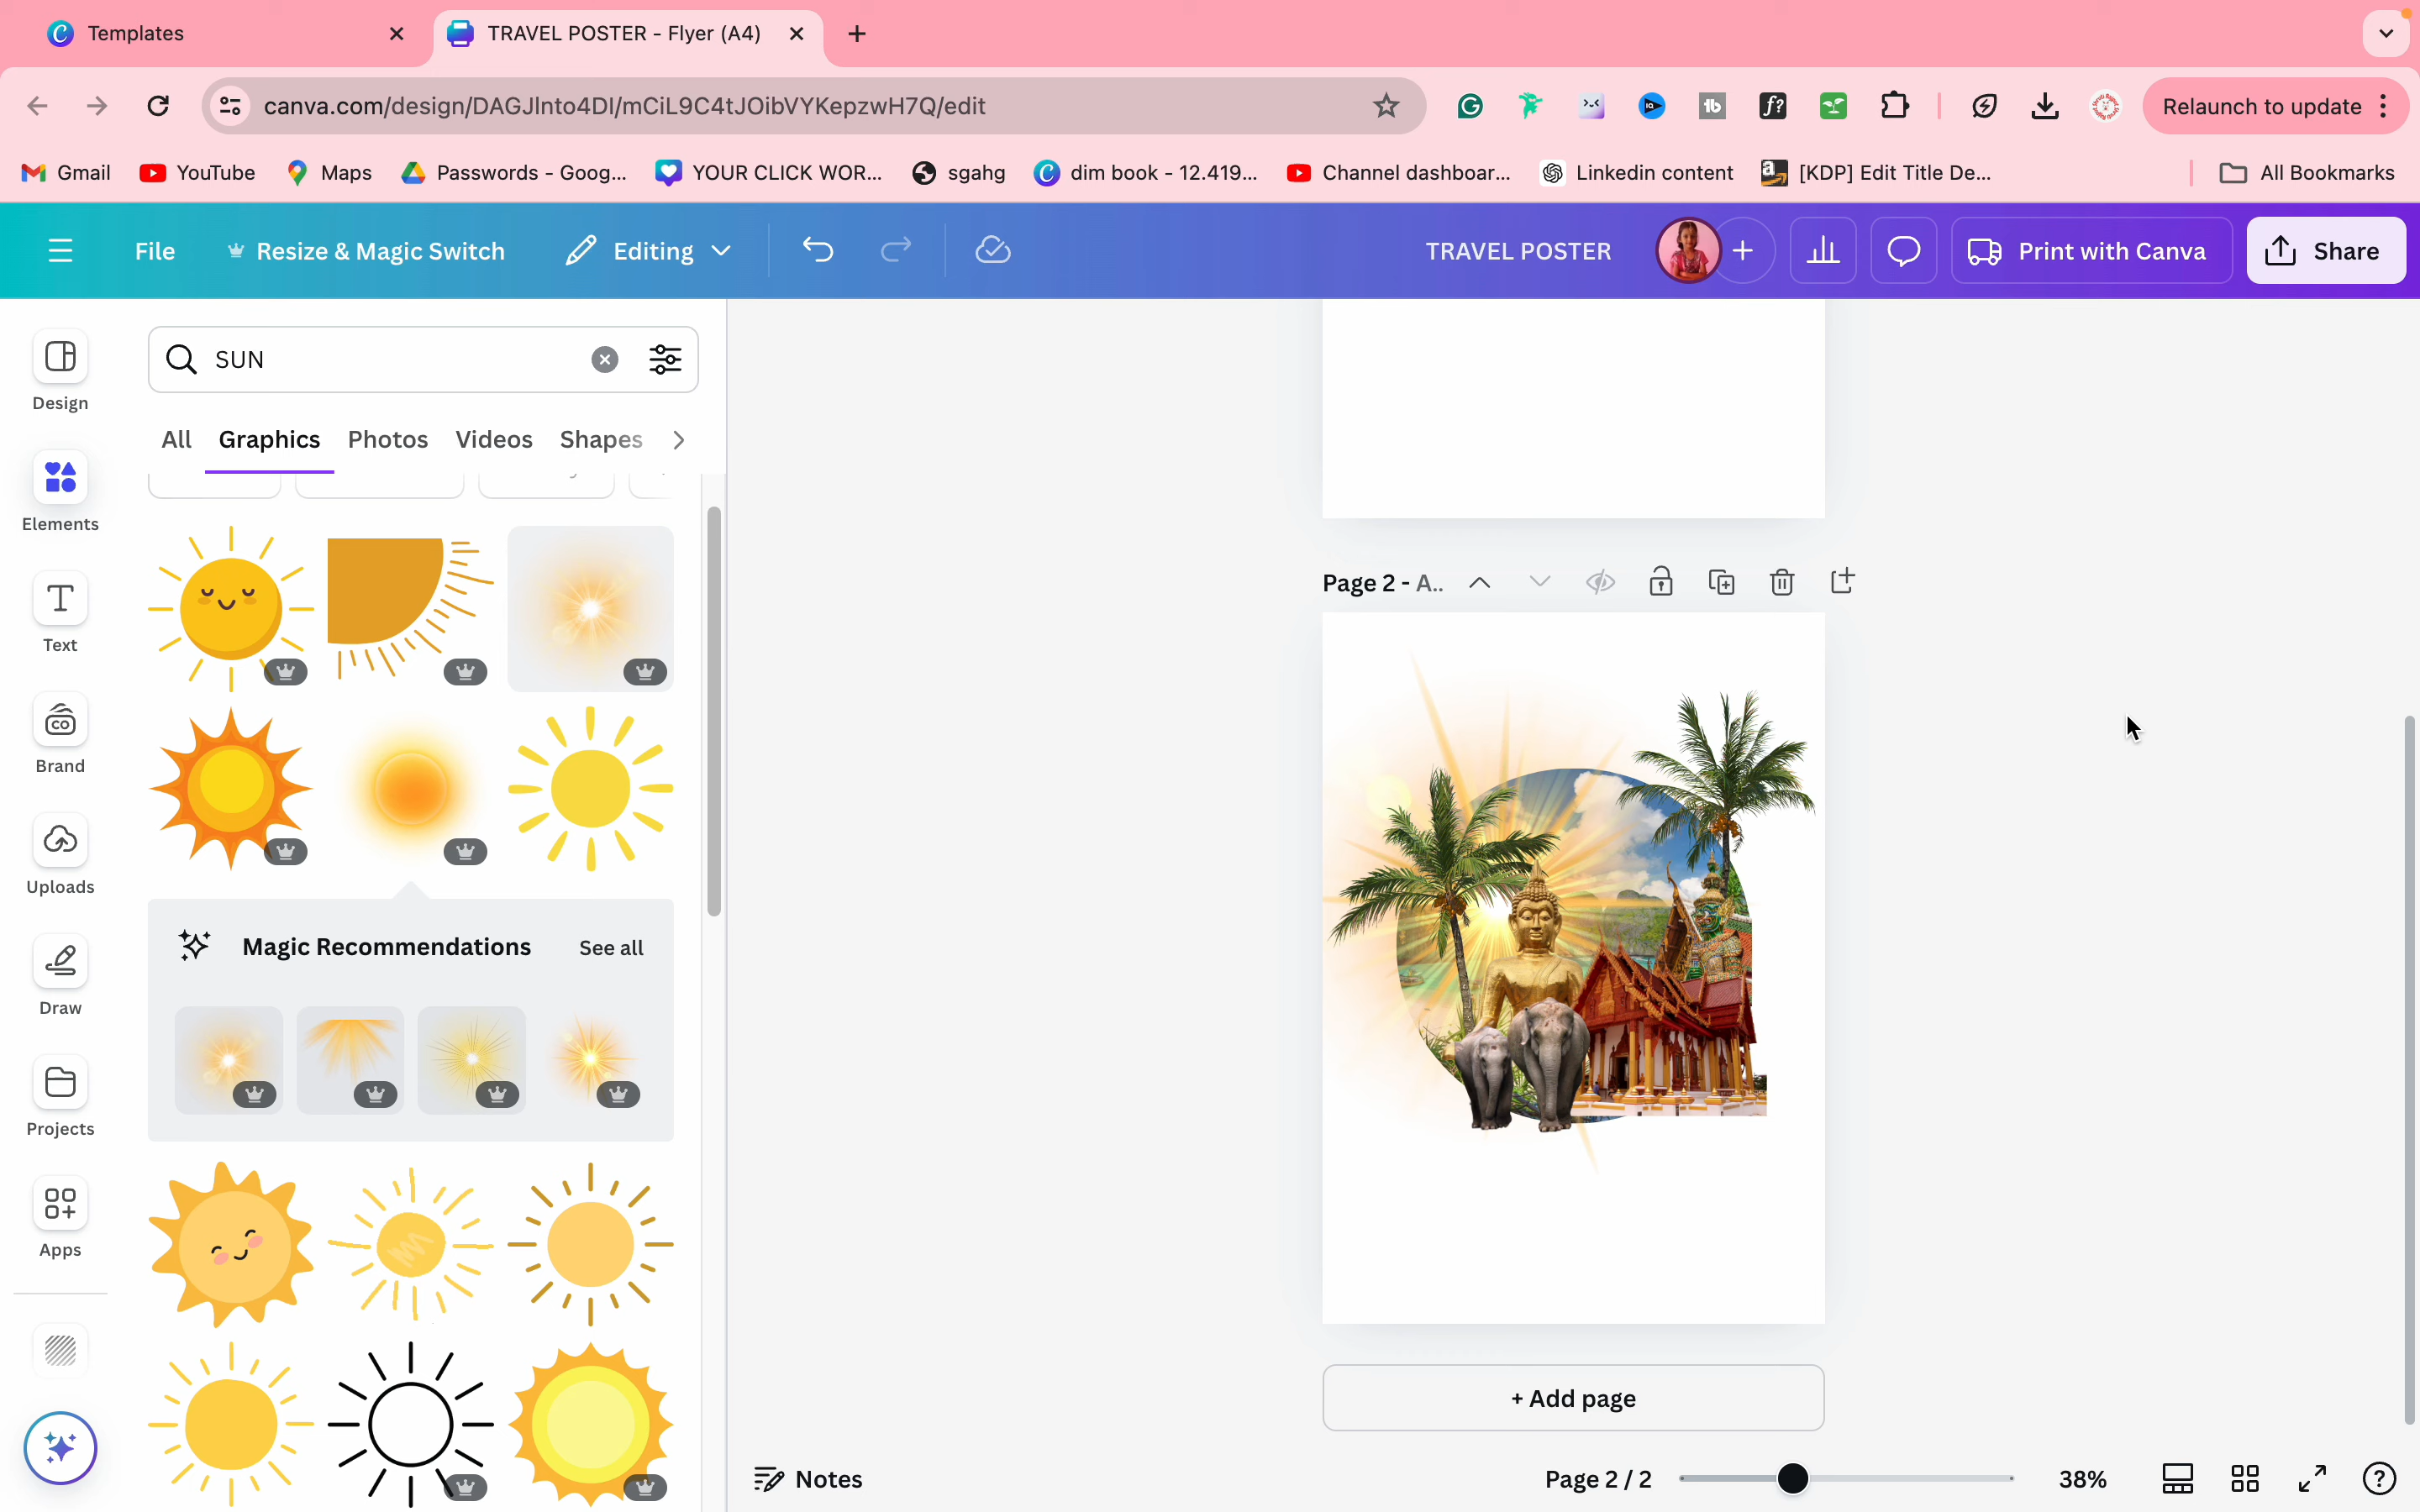 Templates
TRAVEL POSTER - Flyer (A4)
canva.com/design/DAGJlnto4DI/mCiL9C4tJOibVYKepzwH7Q/edit
Relaunch to update
Gmail
YouTube
Maps
Passwords - Goog...
YOUR CLICK WOR...
sgahg
dim book - 12.419...
Channel dashboar...
Linkedin content
[KDP] Edit Title De...
All Bookmarks
File
Resize & Magic Switch
Editing
TRAVEL POSTER
Print with Canva
Share
Design
Elements
Text
Brand
Uploads
Draw
Projects
Apps
SUN
All
Graphics
Photos
Videos
Shapes
Magic Recommendations
See all
Page 2 - A..
+ Add page
Notes
Page 2 / 2
38%